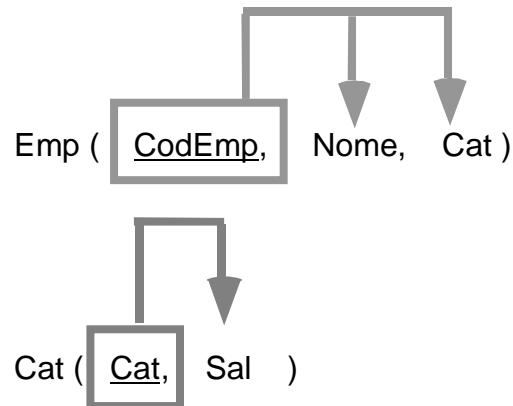 Emp ( CodEmp, Nome, Cat )
Cat ( Cat, Sal )